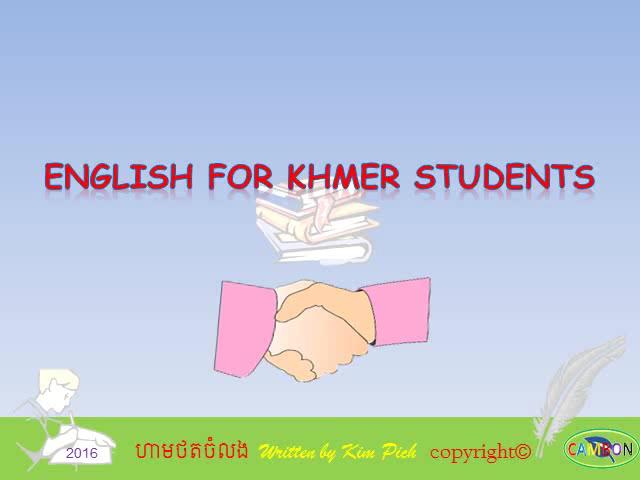 ENGLISH FOR KHMER STUDENTS
2016 ហាមថតចំលង Written by Kim Pich copyright© CAMBON